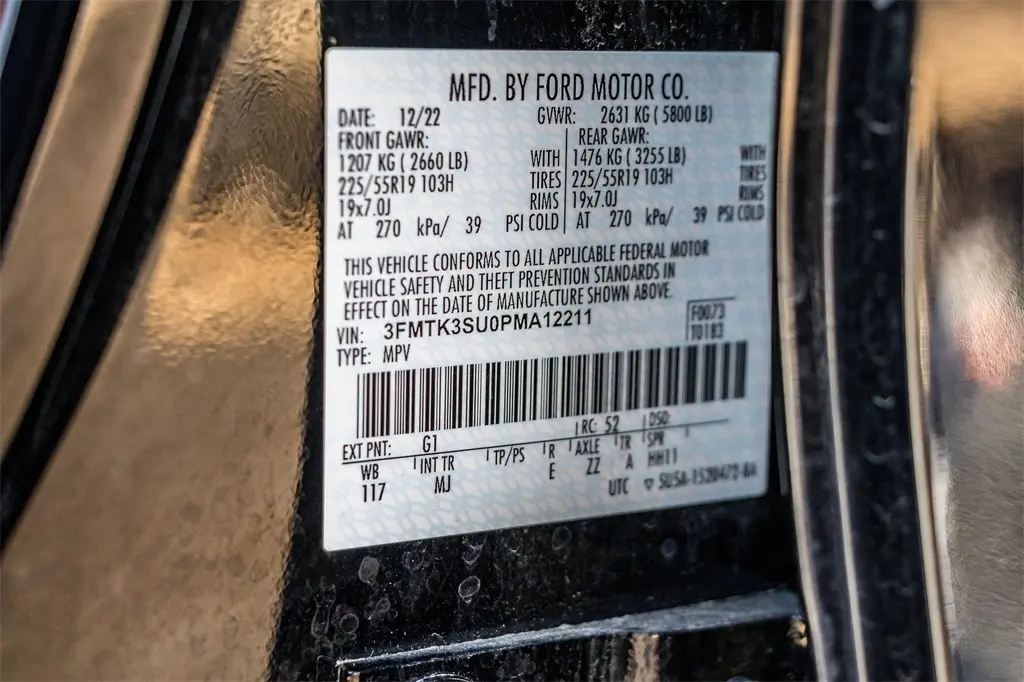 MFD. BY FORD MOTOR CO.
DATE: 12/22 GVWR: 2631 KG ( 5800 LB)
FRONT GAWR: REAR GAWR:
1207 KG ( 2660 LB) WITH 1476 KG ( 3255 LB) WITH
225/55R19 103H TIRES 225/55R19 103H TIRES
19x7.0J RIMS 19x7.0J RIMS
AT 270 kPa/ 39 PSI COLD AT 270 kPa/ 39 PSI COLD
THIS VEHICLE CONFORMS TO ALL APPLICABLE FEDERAL MOTOR
VEHICLE SAFETY AND THEFT PREVENTION STANDARDS IN
EFFECT ON THE DATE OF MANUFACTURE SHOWN ABOVE.
VIN: 3FMTK3SU0PMA12211 F0073
TYPE: MPV T0183
EXT PNT: G1 RC: 52 DSO:
WB INT TR TP/PS R AXLE TR SPR
117 MJ E ZZ A HH11
UTC ▽ SU5A-1520472-BA